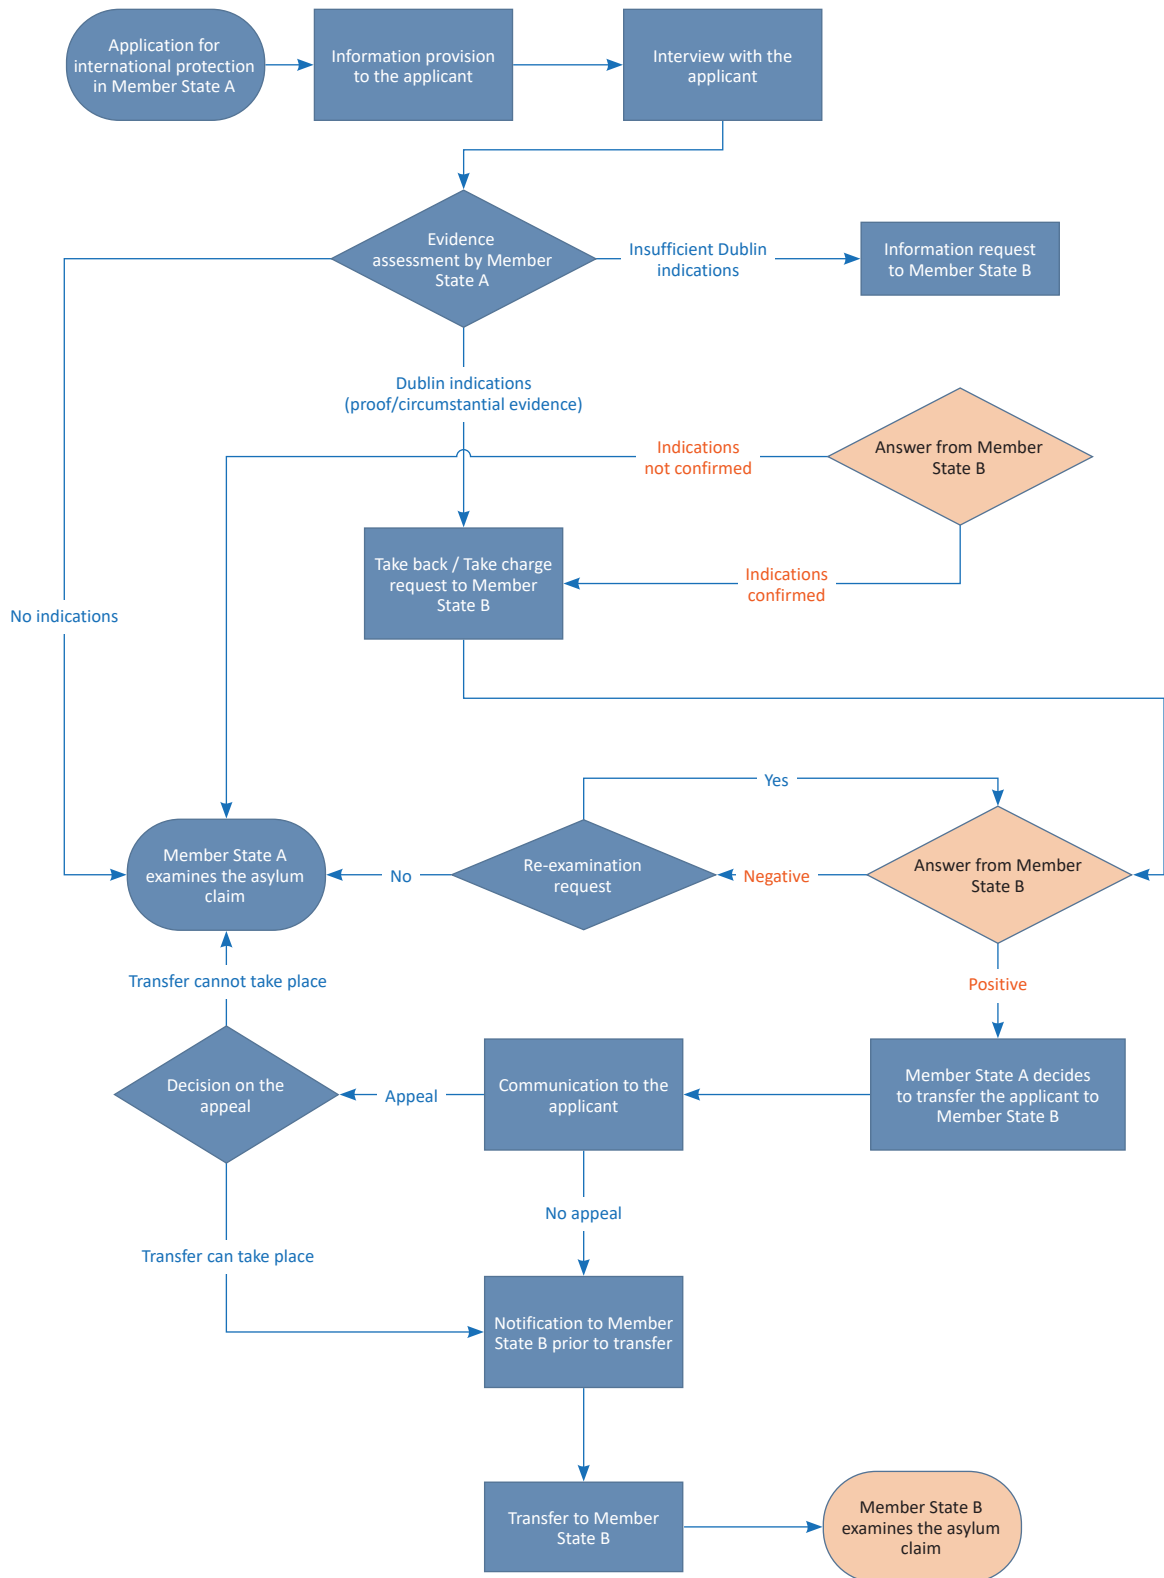 Application for
international protection
in Member State A
Information provision
to the applicant
Interview with the
applicant
Evidence
assessment by Member
State A
Insufficient Dublin
indications
Information request
to Member State B
Dublin indications
(proof/circumstantial evidence)
Indications
not confirmed
Answer from Member
State B
Take back / Take charge
request to Member
State B
Indications
confirmed
No indications
Yes
Member State A
examines the asylum
claim
No
Re-examination
request
Negative
Answer from Member
State B
Transfer cannot take place
Positive
Decision on the
appeal
Appeal
Communication to the
applicant
Member State A decides
to transfer the applicant to
Member State B
No appeal
Transfer can take place
Notification to Member
State B prior to transfer
Transfer to Member
State B
Member State B
examines the asylum
claim